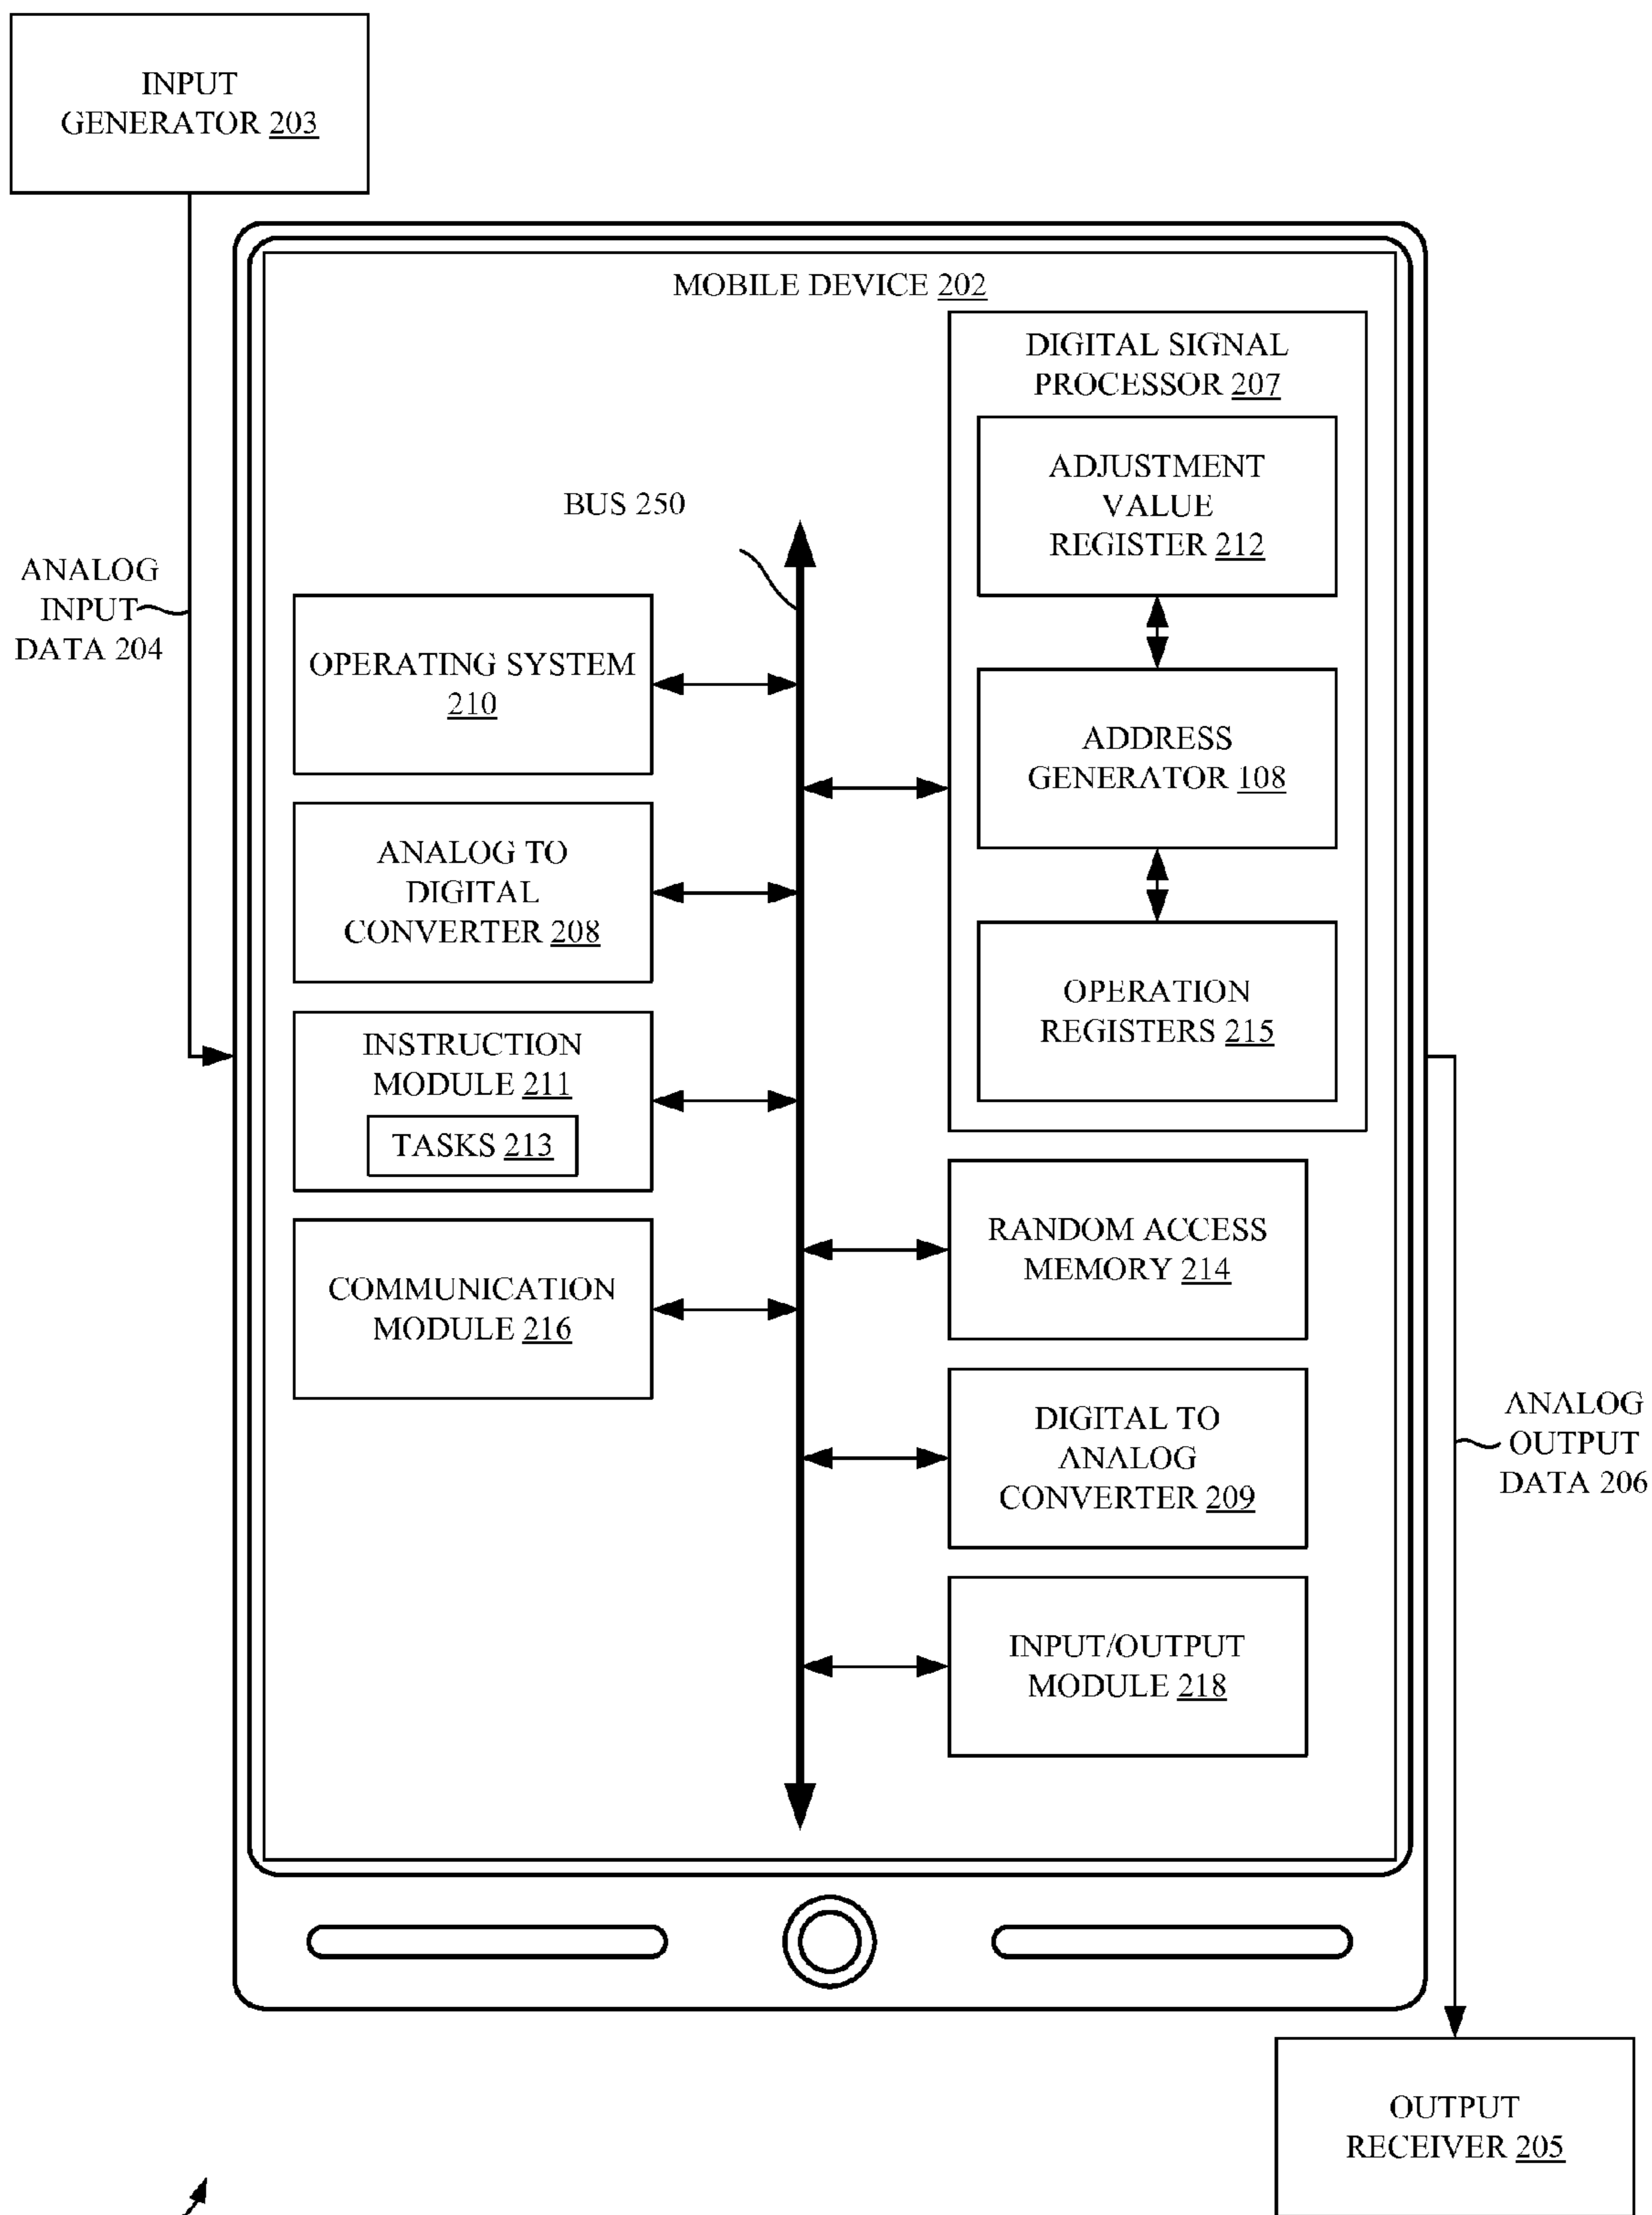 INPUT
GENERATOR 203
MOBILE DEVICE 202
DIGITAL SIGNAL
PROCESSOR 207
ADJUSTMENT
VALUE
REGISTER 212
BUS 250
ANALOG
INPUT
DATA 204
OPERATING SYSTEM
210
ADDRESS
GENERATOR 108
ANALOG TO
DIGITAL
CONVERTER 208
OPERATION
REGISTERS 215
INSTRUCTION
MODULE 211
TASKS 213
RANDOM ACCESS
MEMORY 214
COMMUNICATION
MODULE 216
DIGITAL TO
ANALOG
CONVERTER 209
ANALOG
OUTPUT
DATA 206
INPUT/OUTPUT
MODULE 218
OUTPUT
RECEIVER 205